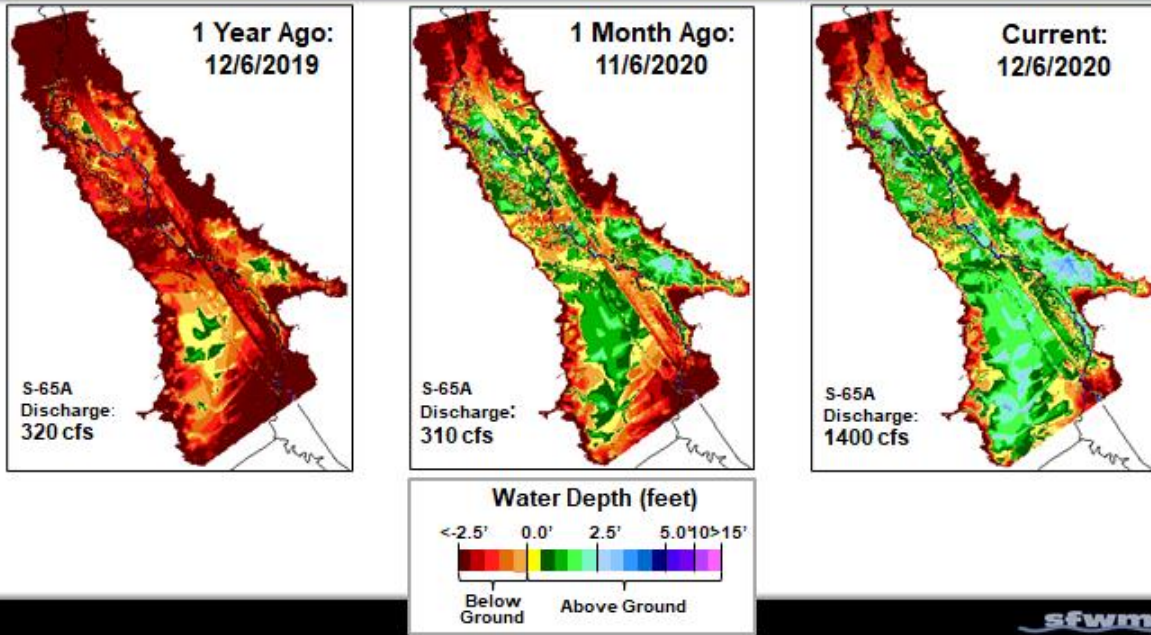 1 Year Ago:
12/6/2019
S-65A
Discharge:
320 cfs
1 Month Ago:
11/6/2020
S-65A
Discharge:
310 cfs
Current:
12/6/2020
S-65A
Discharge:
1400 cfs
Water Depth (feet)
<-2.5' 0.0' 2.5' 5.0' 10' >15'
Below
Ground
Above Ground
sfwm